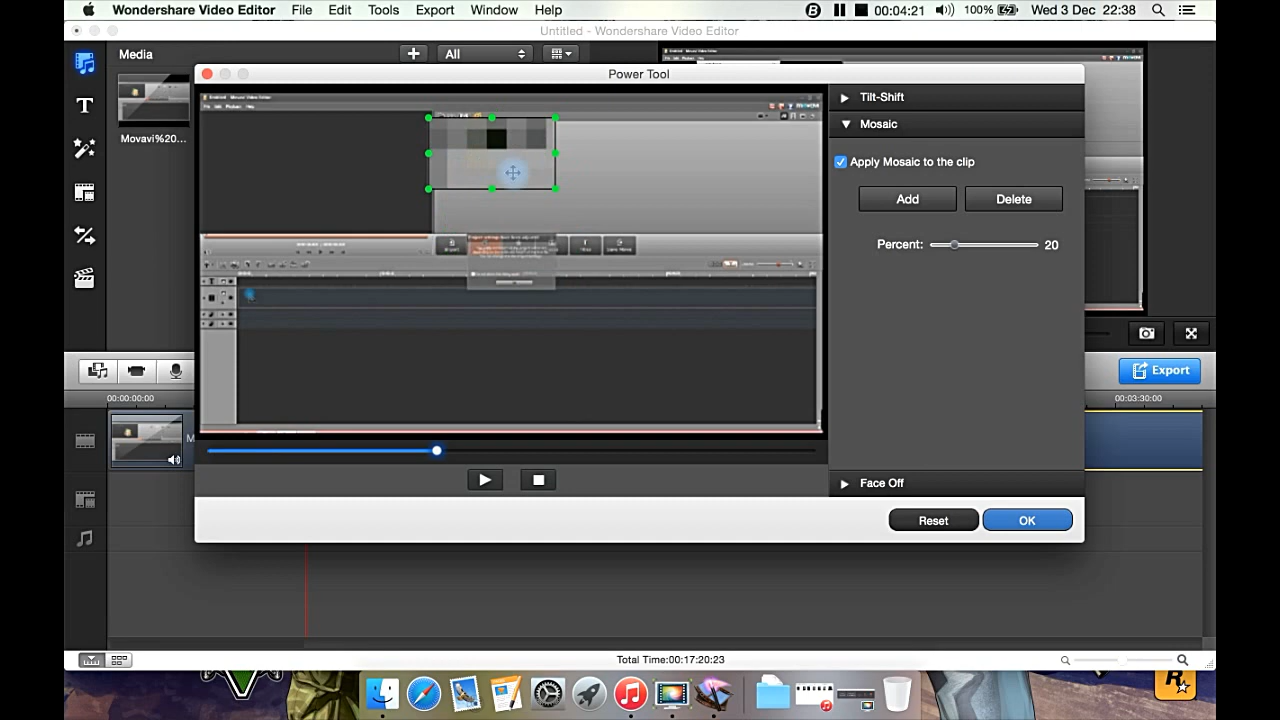 Wondershare Video Editor File Edit Tools Export Window Help 00:04:21 100% Wed 3 Dec 22:38
Untitled - Wondershare Video Editor
Media All
Power Tool
Movavi%20...
Tilt-Shift
Mosaic
Apply Mosaic to the clip
Add Delete
Percent: 20
Export
00:00:00:00 00:03:30:00
M
Face Off
Reset OK
Total Time:00:17:20:23